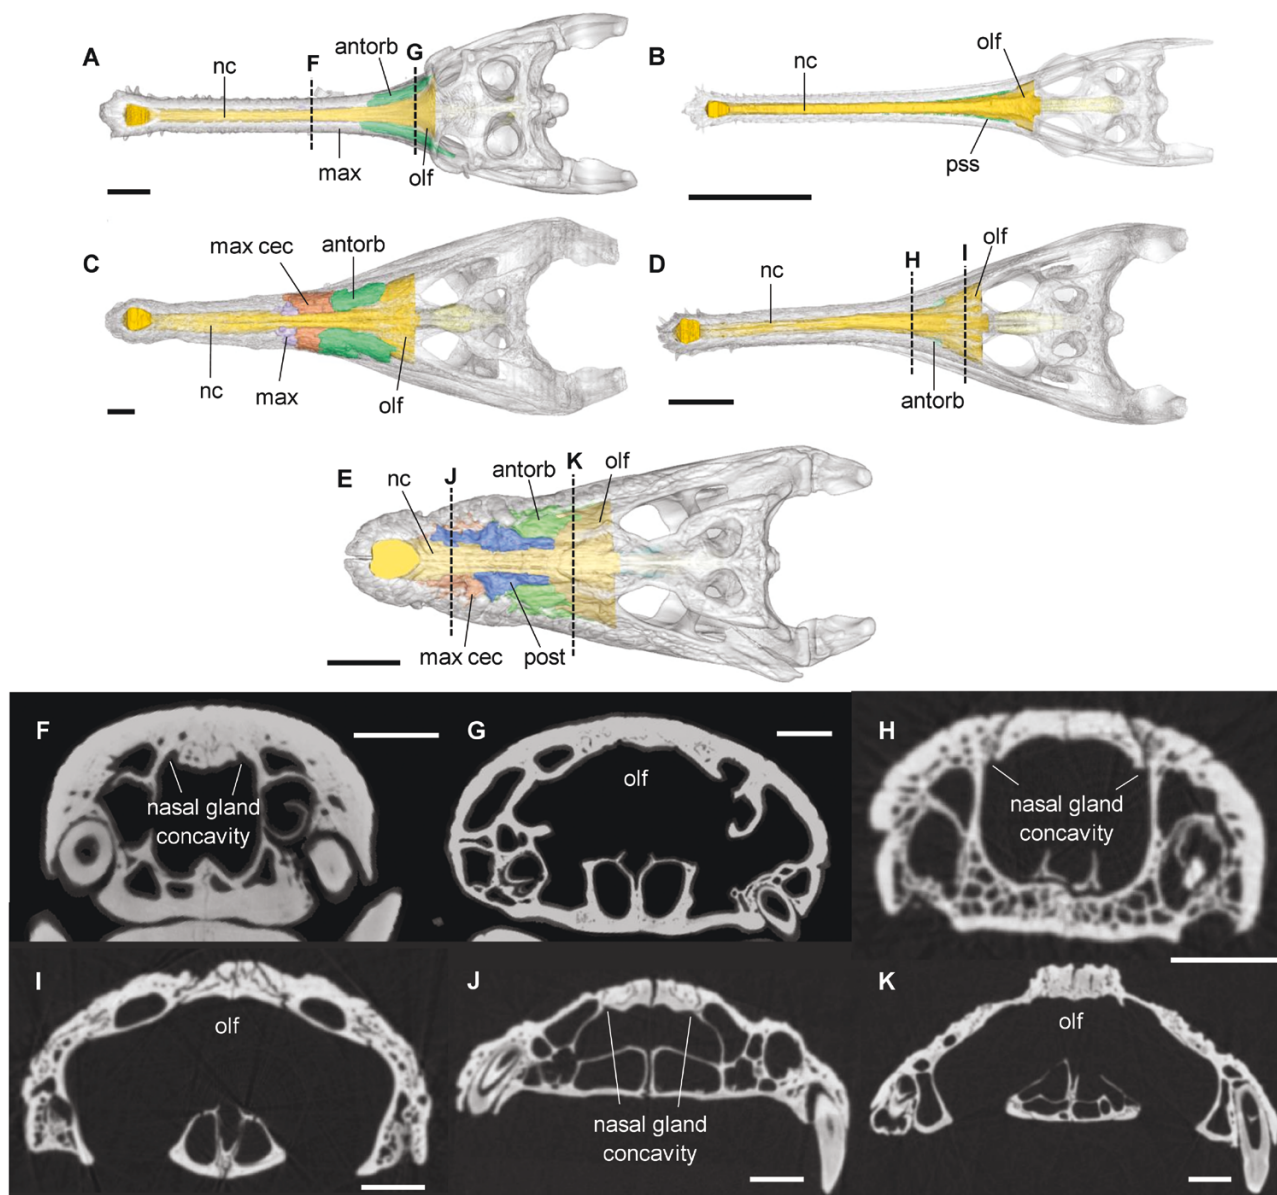 A
nc
F
antorb
G
max
olf
B
nc
olf
pss
C
max cec
antorb
nc
max
olf
D
nc
H
I
olf
antorb
E
nc
J
antorb
K
olf
max cec
post
F
nasal gland
concavity
G
olf
H
nasal gland
concavity
I
olf
J
nasal gland
concavity
K
olf